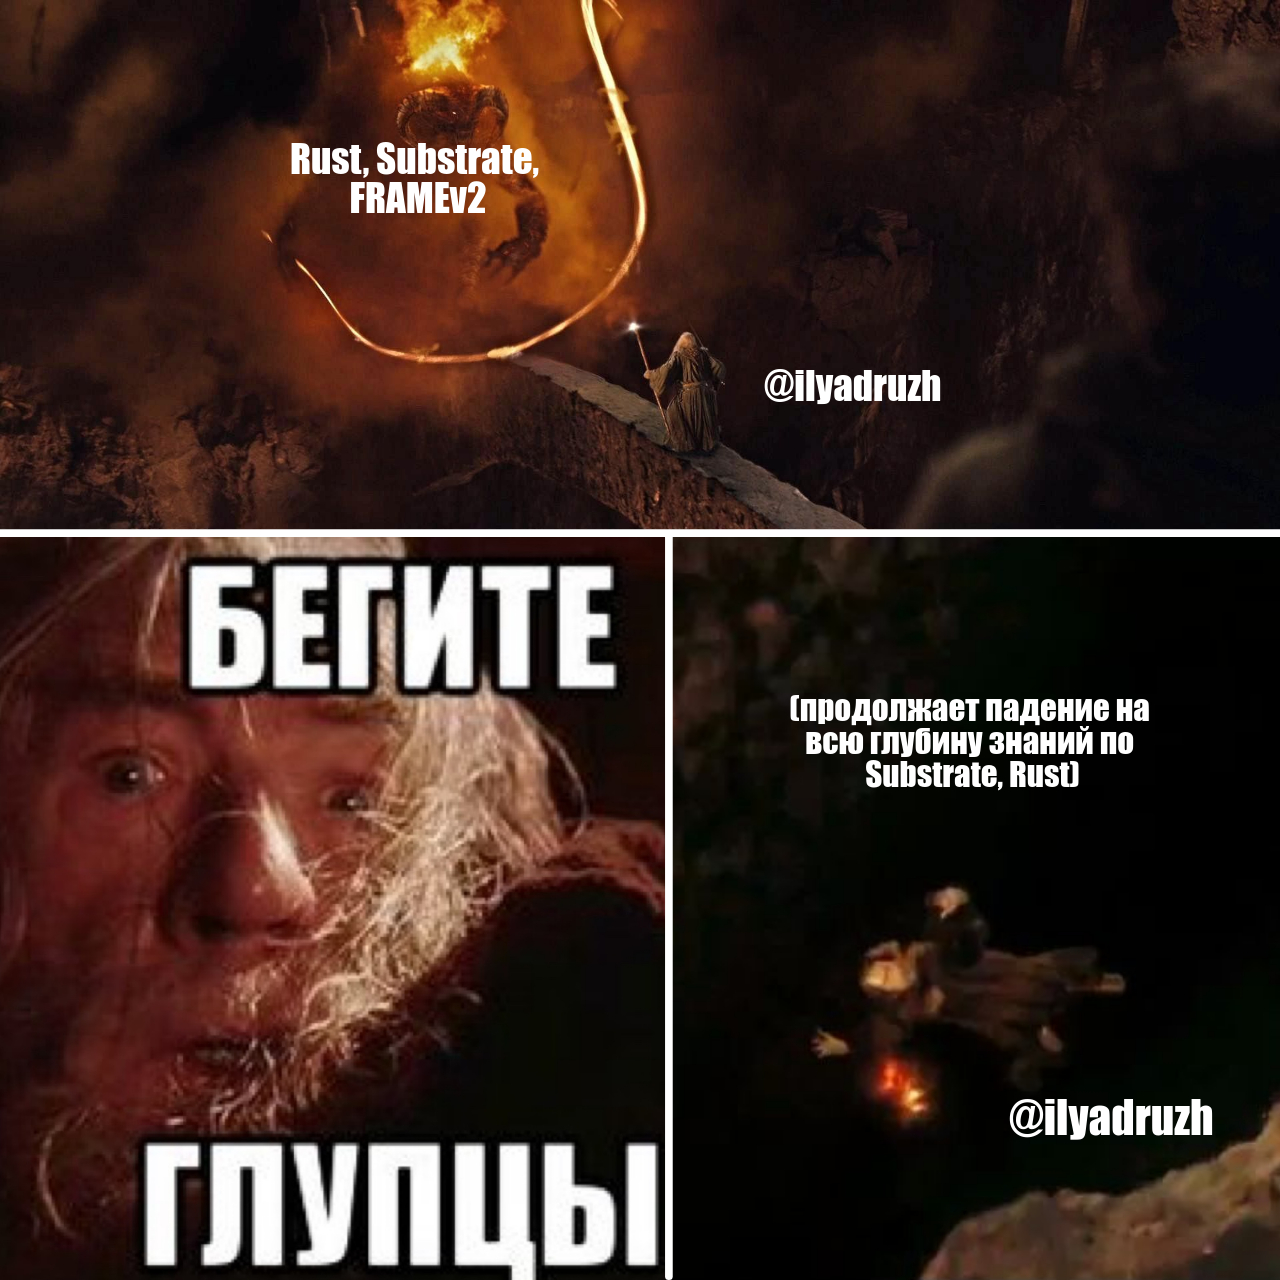 Rust, Substrate,
FRAMEv2
@ilyadruzh
БЕГИТЕ
ГЛУПЦЫ
(продолжает падение на
всю глубину знаний по
Substrate, Rust)
@ilyadruzh